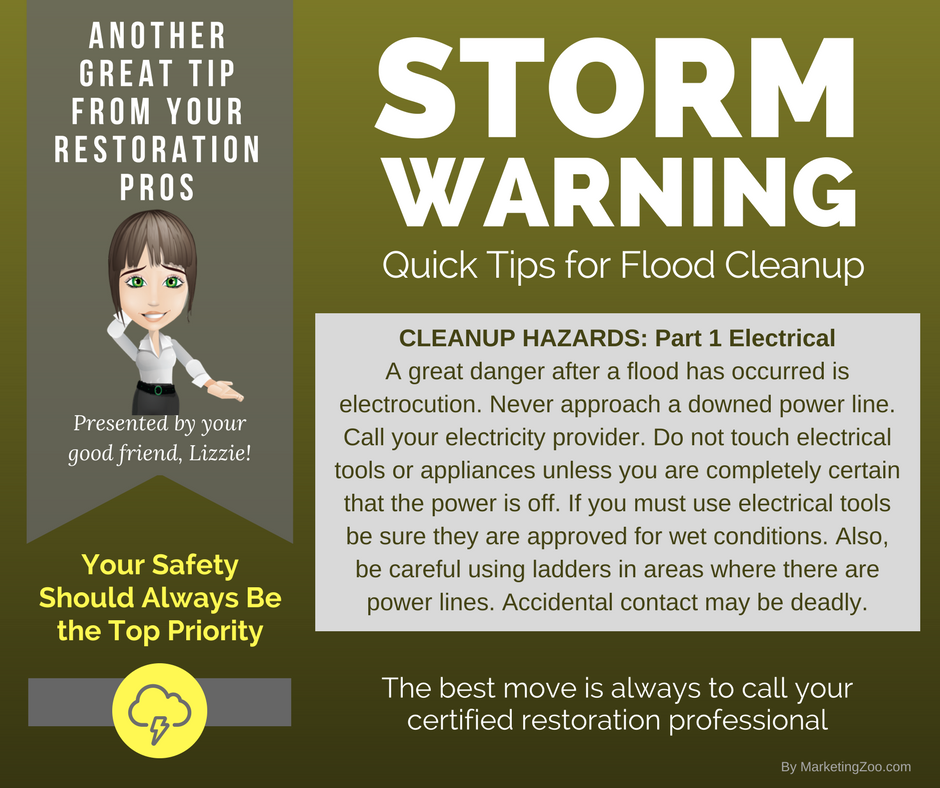 ANOTHER
GREAT TIP
FROM YOUR
RESTORATION
PROS
Presented by your
good friend, Lizzie!
Your Safety
Should Always Be
the Top Priority
STORM
WARNING
Quick Tips for Flood Cleanup
CLEANUP HAZARDS: Part 1 Electrical
A great danger after a flood has occurred is
electrocution. Never approach a downed power line.
Call your electricity provider. Do not touch electrical
tools or appliances unless you are completely certain
that the power is off. If you must use electrical tools
be sure they are approved for wet conditions. Also,
be careful using ladders in areas where there are
power lines. Accidental contact may be deadly.
The best move is always to call your
certified restoration professional
By MarketingZoo.com